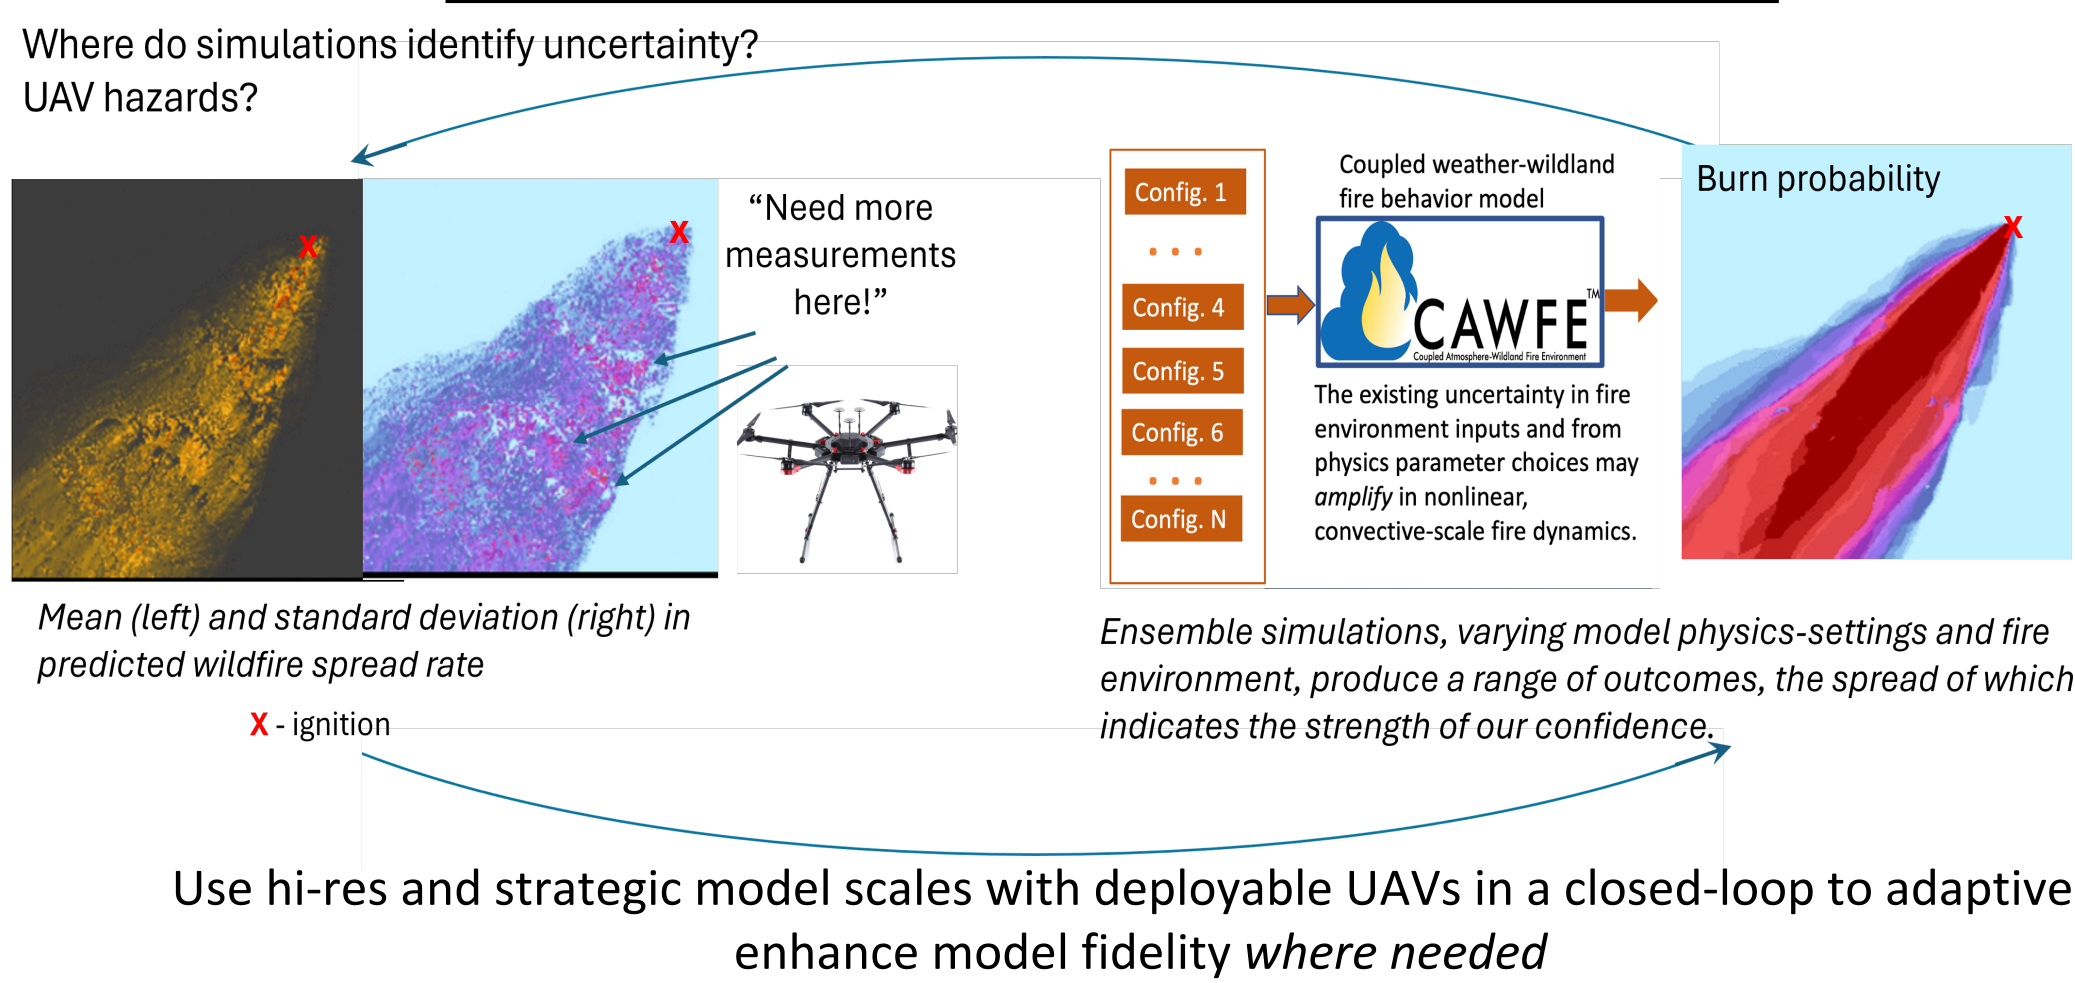 Where do simulations identify uncertainty?
UAV hazards?
X
X
“Need more
measurements
here!”
Mean (left) and standard deviation (right) in
predicted wildfire spread rate
X - ignition
Config. 1
. . .
Config. 4
Config. 5
Config. 6
. . .
Config. N
Coupled weather-wildland
fire behavior model
CAWFE™
Coupled Atmosphere-Wildland Fire Environment
The existing uncertainty in fire
environment inputs and from
physics parameter choices may
amplify in nonlinear,
convective-scale fire dynamics.
Burn probability
X
Ensemble simulations, varying model physics-settings and fire
environment, produce a range of outcomes, the spread of which
indicates the strength of our confidence.
Use hi-res and strategic model scales with deployable UAVs in a closed-loop to adaptive
enhance model fidelity where needed